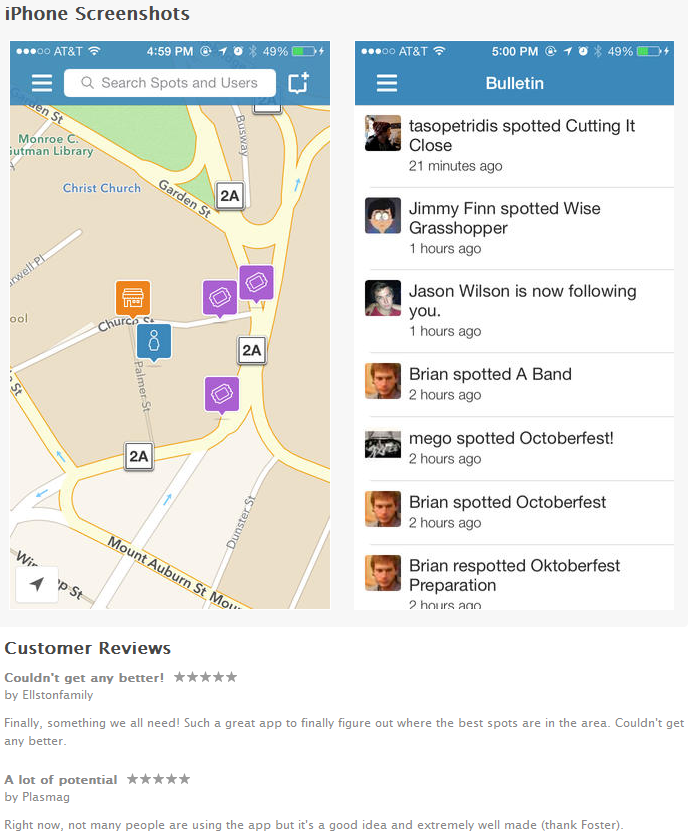 iPhone Screenshots
AT&T 4:59 PM 49%
Search Spots and Users
2A
Garden St
Busway
Monroe C.
Gutman Library
Christ Church
Garden St
2A
Church St
2A
Palmer St
2A
Dunster St
Mount Auburn St
AT&T 5:00 PM 49%
Bulletin
tasopetridis spotted Cutting It
Close
21 minutes ago
Jimmy Finn spotted Wise
Grasshopper
1 hours ago
Jason Wilson is now following
you.
1 hours ago
Brian spotted A Band
2 hours ago
mego spotted Octoberfest!
2 hours ago
Brian spotted Octoberfest
2 hours ago
Brian respotted Oktoberfest
Preparation
2 hours ago
Customer Reviews
Couldn't get any better! ★★★★★
by Ellstonfamily
Finally, something we all need! Such a great app to finally figure out where the best spots are in the area. Couldn't get
any better.
A lot of potential ★★★★★
by Plasmag
Right now, not many people are using the app but it's a good idea and extremely well made (thank Foster).